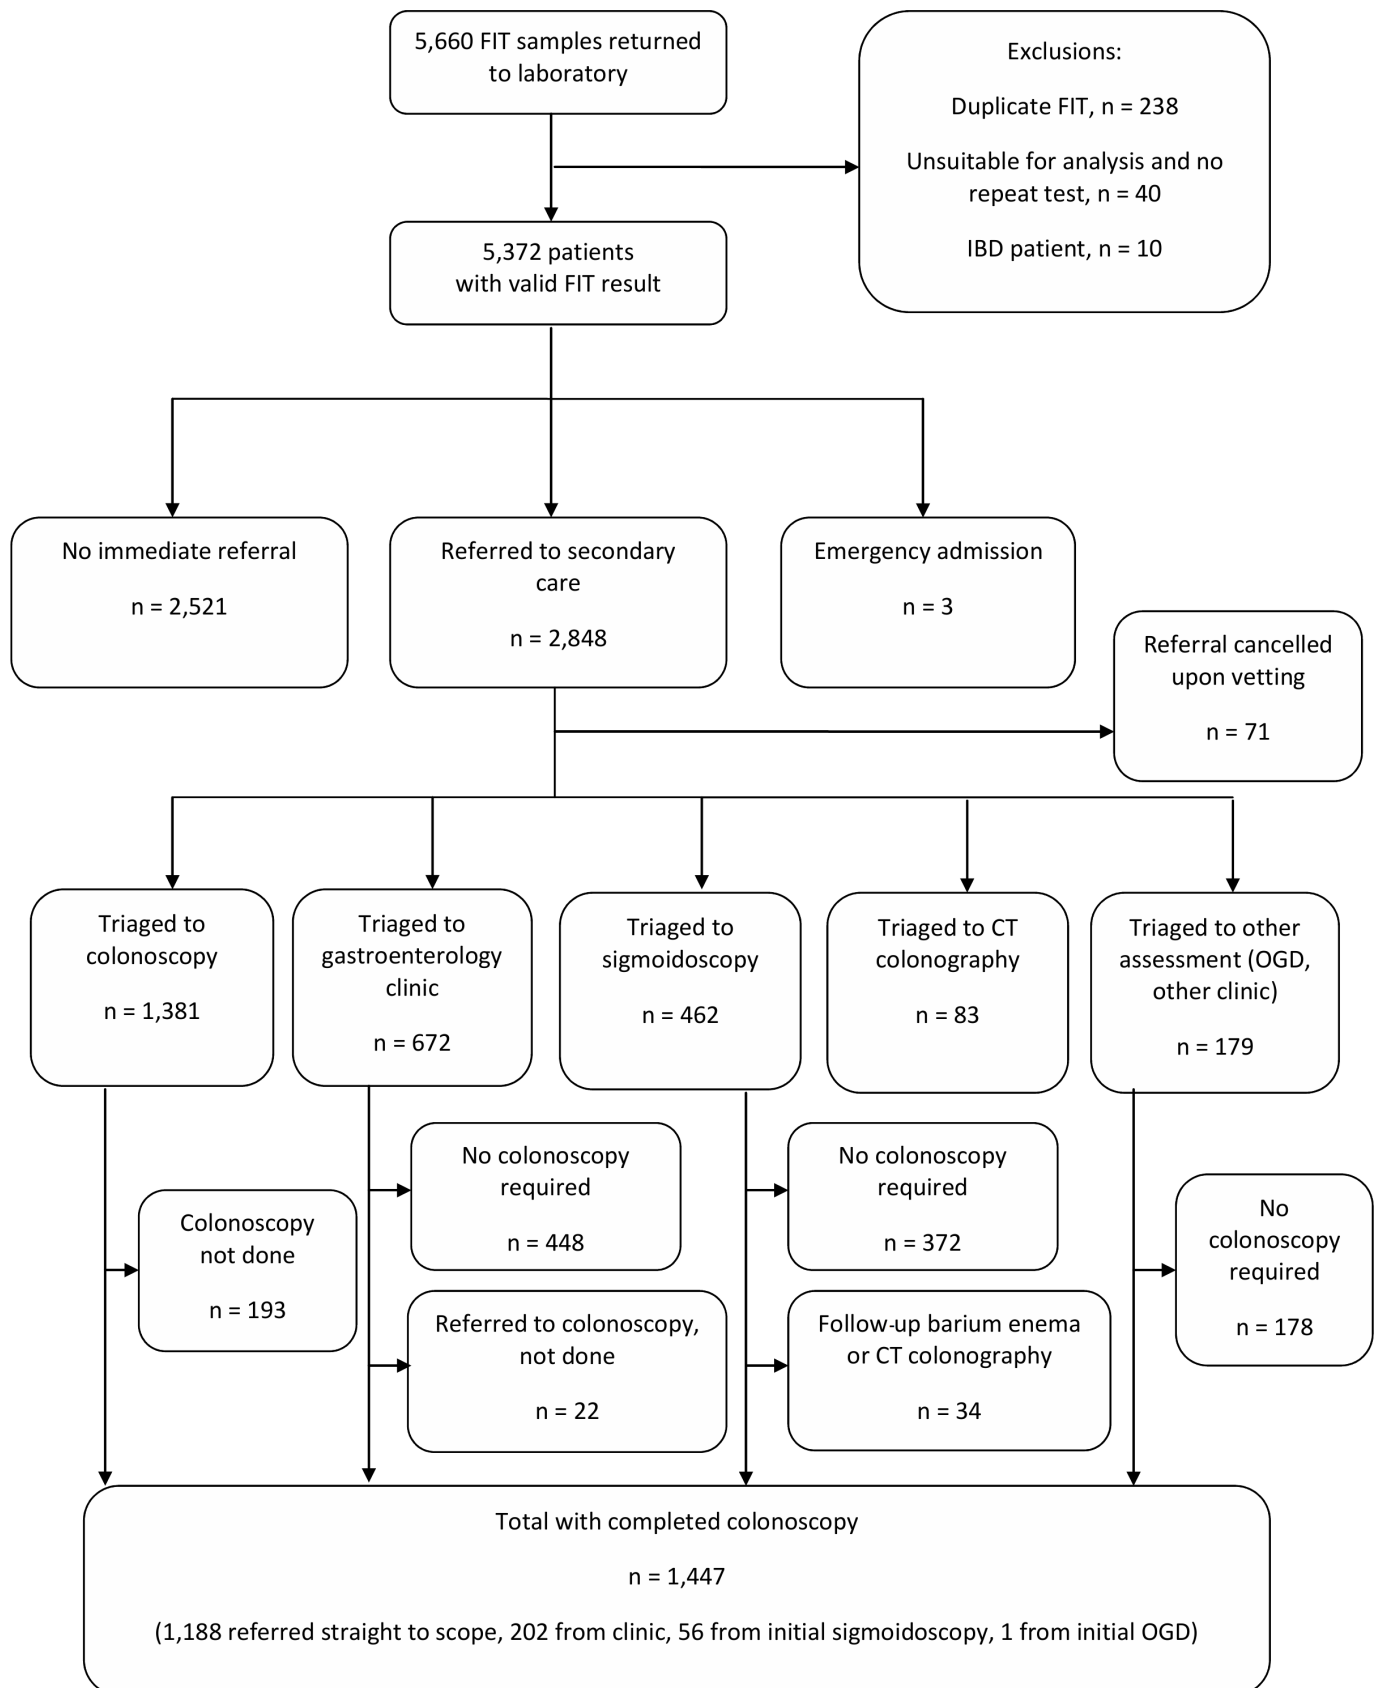 5,660 FIT samples returned
to laboratory
Exclusions:
Duplicate FIT, n = 238
Unsuitable for analysis and no
repeat test, n = 40
IBD patient, n = 10
5,372 patients
with valid FIT result
No immediate referral
n = 2,521
Referred to secondary
care
n = 2,848
Emergency admission
n = 3
Referral cancelled
upon vetting
n = 71
Triaged to
colonoscopy
n = 1,381
Triaged to
gastroenterology
clinic
n = 672
Triaged to
sigmoidoscopy
n = 462
Triaged to CT
colonography
n = 83
Triaged to other
assessment (OGD,
other clinic)
n = 179
Colonoscopy
not done
n = 193
No colonoscopy
required
n = 448
Referred to colonoscopy,
not done
n = 22
No colonoscopy
required
n = 372
Follow-up barium enema
or CT colonography
n = 34
No
colonoscopy
required
n = 178
Total with completed colonoscopy
n = 1,447
(1,188 referred straight to scope, 202 from clinic, 56 from initial sigmoidoscopy, 1 from initial OGD)